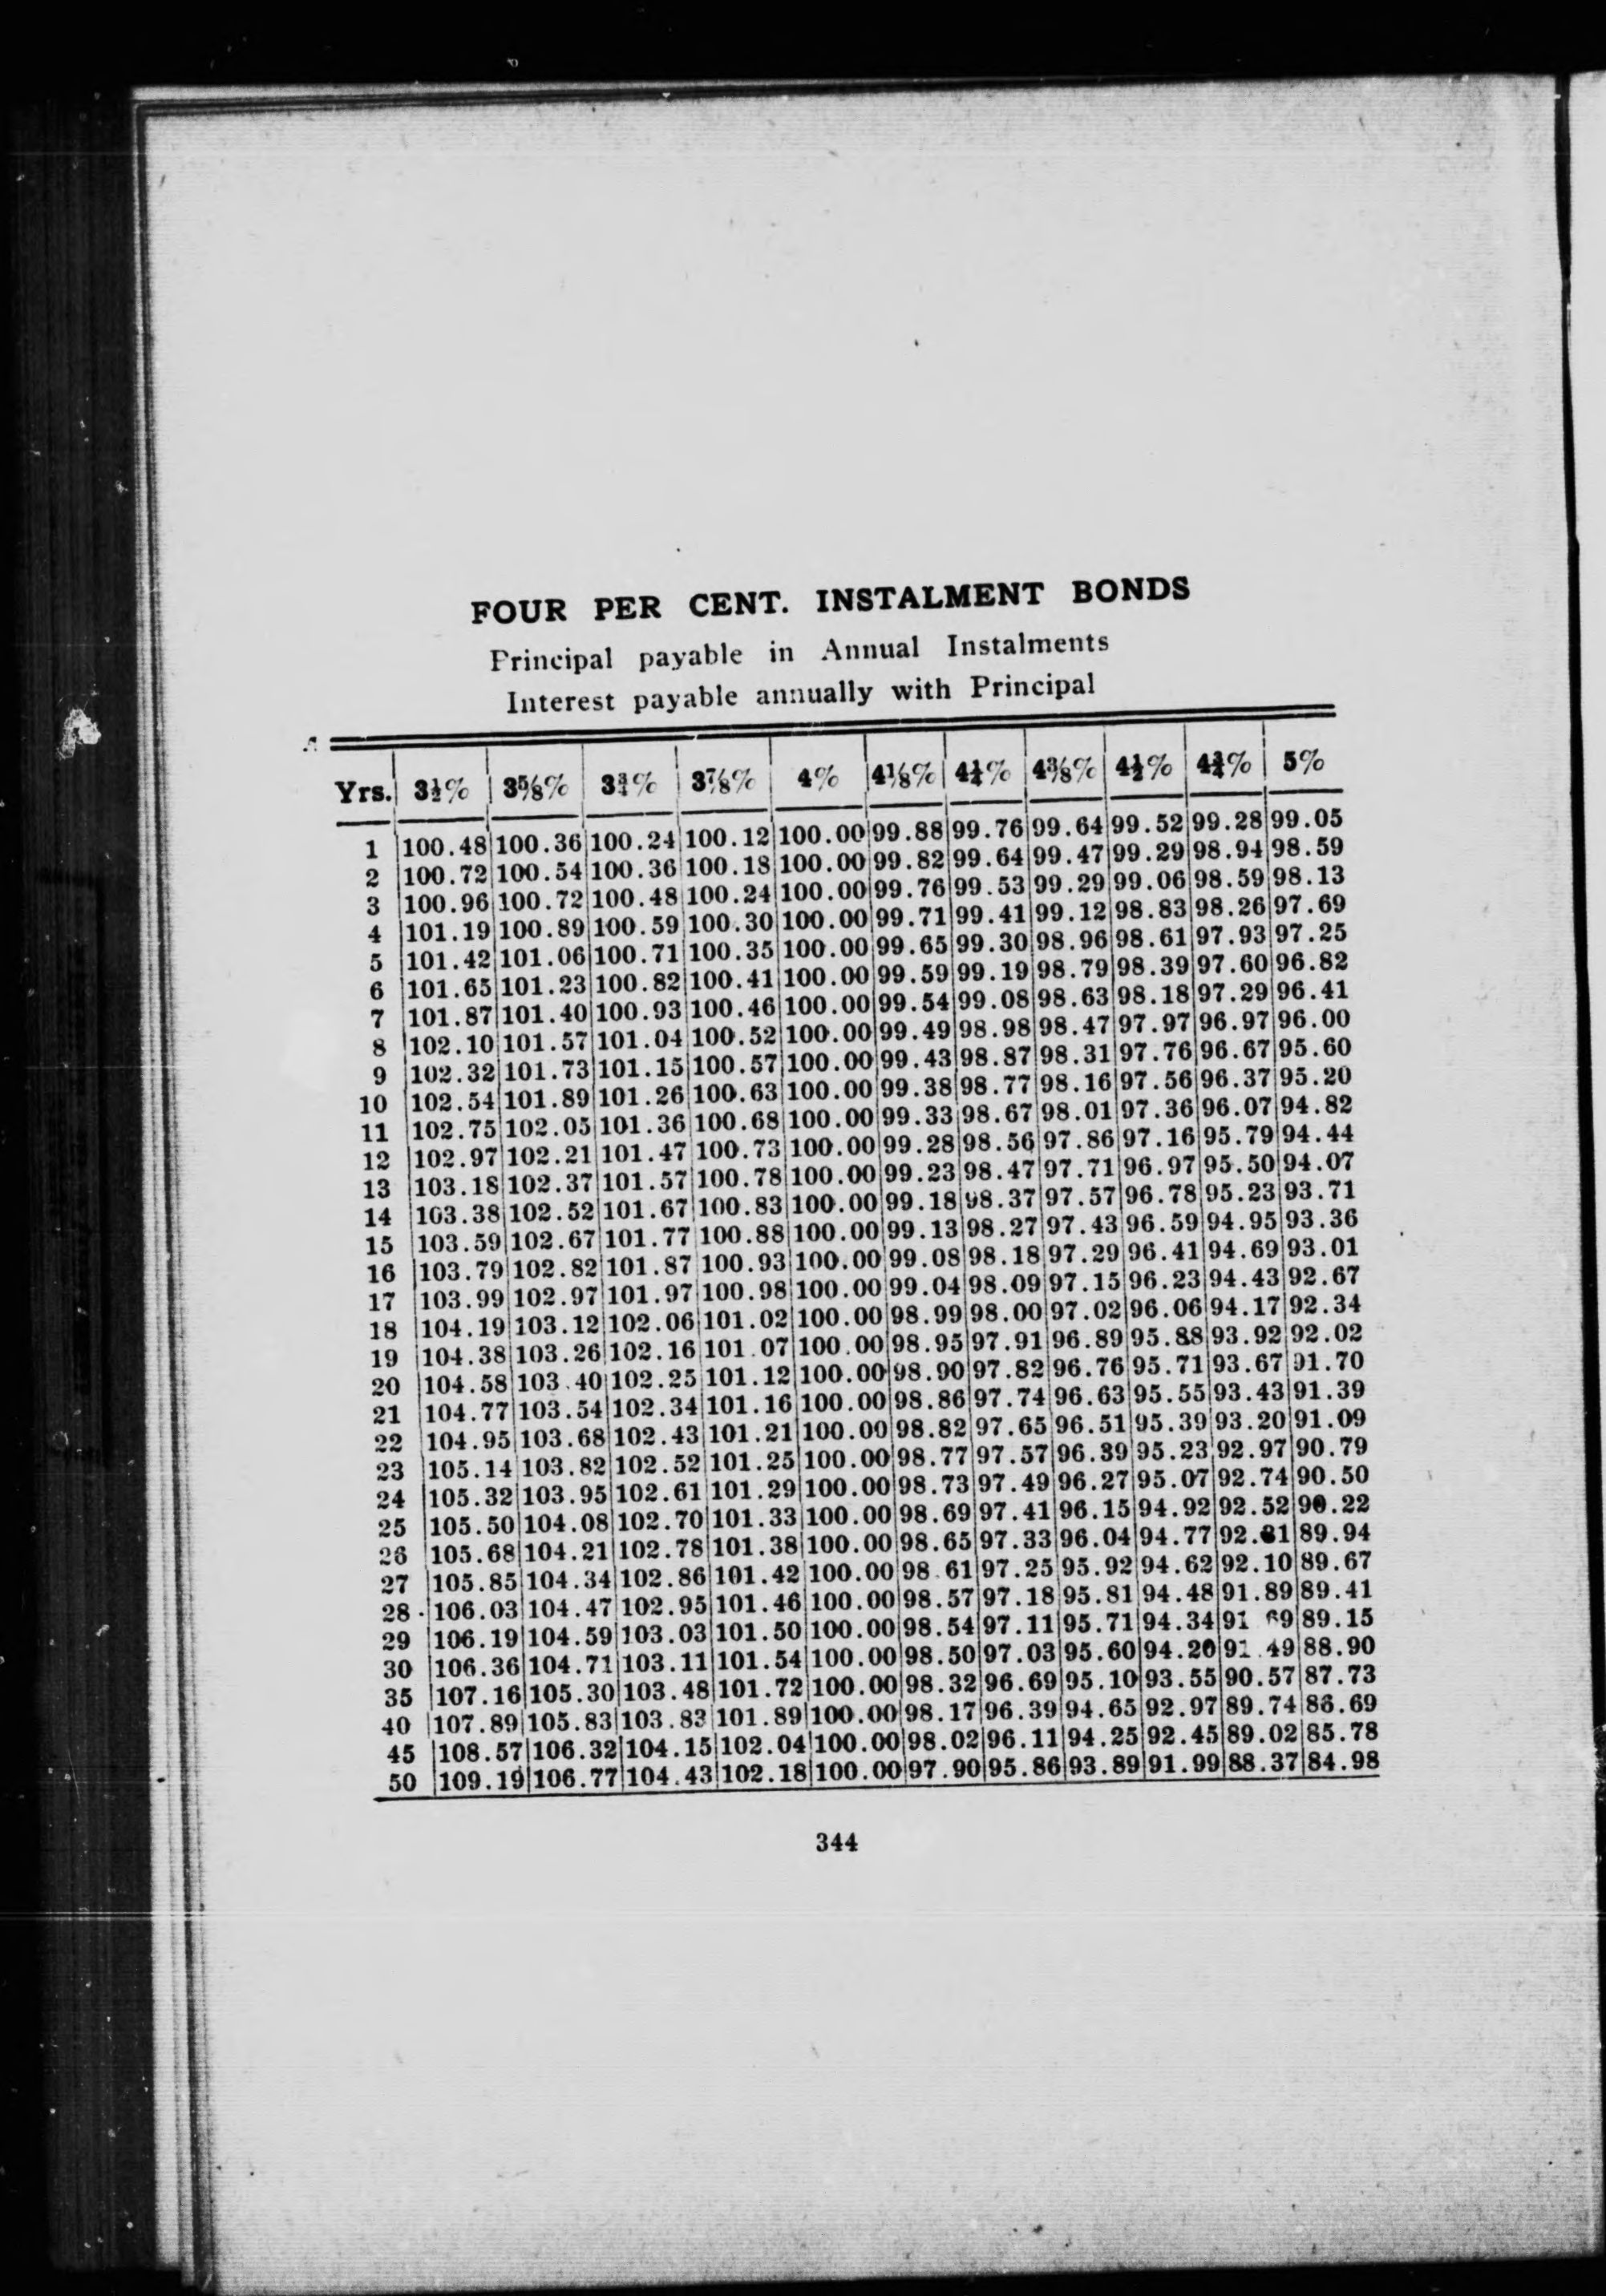 FOUR PER CENT. INSTALMENT BONDS
Principal payable in Annual Instalments
Interest payable annually with Principal
Yrs. 3½% 3⅝% 3¾% 3⅞% 4% 4⅛% 4¼% 4⅜% 4½% 4¾% 5%
1 100.48 100.36 100.24 100.12 100.00 99.88 99.76 99.64 99.52 99.28 99.05
2 100.72 100.54 100.36 100.18 100.00 99.82 99.64 99.47 99.29 98.94 98.59
3 100.96 100.72 100.48 100.24 100.00 99.76 99.53 99.29 99.06 98.59 98.13
4 101.19 100.89 100.59 100.30 100.00 99.71 99.41 99.12 98.83 98.26 97.69
5 101.42 101.06 100.71 100.35 100.00 99.65 99.30 98.96 98.61 97.93 97.25
6 101.65 101.23 100.82 100.41 100.00 99.59 99.19 98.79 98.39 97.60 96.82
7 101.87 101.40 100.93 100.46 100.00 99.54 99.08 98.63 98.18 97.29 96.41
8 102.10 101.57 101.04 100.52 100.00 99.49 98.98 98.47 97.97 96.97 96.00
9 102.32 101.73 101.15 100.57 100.00 99.43 98.87 98.31 97.76 96.67 95.60
10 102.54 101.89 101.26 100.63 100.00 99.38 98.77 98.16 97.56 96.37 95.20
11 102.75 102.05 101.36 100.68 100.00 99.33 98.67 98.01 97.36 96.07 94.82
12 102.97 102.21 101.47 100.73 100.00 99.28 98.56 97.86 97.16 95.79 94.44
13 103.18 102.37 101.57 100.78 100.00 99.23 98.47 97.71 96.97 95.50 94.07
14 103.38 102.52 101.67 100.83 100.00 99.18 98.37 97.57 96.78 95.23 93.71
15 103.59 102.67 101.77 100.88 100.00 99.13 98.27 97.43 96.59 94.95 93.36
16 103.79 102.82 101.87 100.93 100.00 99.08 98.18 97.29 96.41 94.69 93.01
17 103.99 102.97 101.97 100.98 100.00 99.04 98.09 97.15 96.23 94.43 92.67
18 104.19 103.12 102.06 101.02 100.00 98.99 98.00 97.02 96.06 94.17 92.34
19 104.38 103.26 102.16 101.07 100.00 98.95 97.91 96.89 95.88 93.92 92.02
20 104.58 103.40 102.25 101.12 100.00 98.90 97.82 96.76 95.71 93.67 91.70
21 104.77 103.54 102.34 101.16 100.00 98.86 97.74 96.63 95.55 93.43 91.39
22 104.95 103.68 102.43 101.21 100.00 98.82 97.65 96.51 95.39 93.20 91.09
23 105.14 103.82 102.52 101.25 100.00 98.77 97.57 96.39 95.23 92.97 90.79
24 105.32 103.95 102.61 101.29 100.00 98.73 97.49 96.27 95.07 92.74 90.50
25 105.50 104.08 102.70 101.33 100.00 98.69 97.41 96.15 94.92 92.52 90.22
26 105.68 104.21 102.78 101.38 100.00 98.65 97.33 96.04 94.77 89.94
27 105.85 104.34 102.86 101.42 100.00 98.61 97.25 95.92 94.62 92.10 89.67
28 106.03 104.47 102.95 101.46 100.00 98.57 97.18 95.81 94.48 91.89 89.41
29 106.19 104.59 103.03 101.50 100.00 98.54 97.11 95.71 94.34 91.69 89.15
30 106.36 104.71 103.11 101.54 100.00 98.50 97.03 95.60 94.20 91.49 88.90
35 107.16 105.30 103.48 101.72 100.00 98.32 96.69 95.10 93.55 90.57 87.73
40 107.89 105.83 103.83 101.89 100.00 98.17 96.39 94.65 92.97 89.74 86.69
45 108.57 106.32 104.15 102.04 100.00 98.02 96.11 94.25 92.45 89.02 85.78
50 109.19 106.77 104.43 102.18 100.00 97.90 95.86 93.89 91.99 88.37 84.98
344